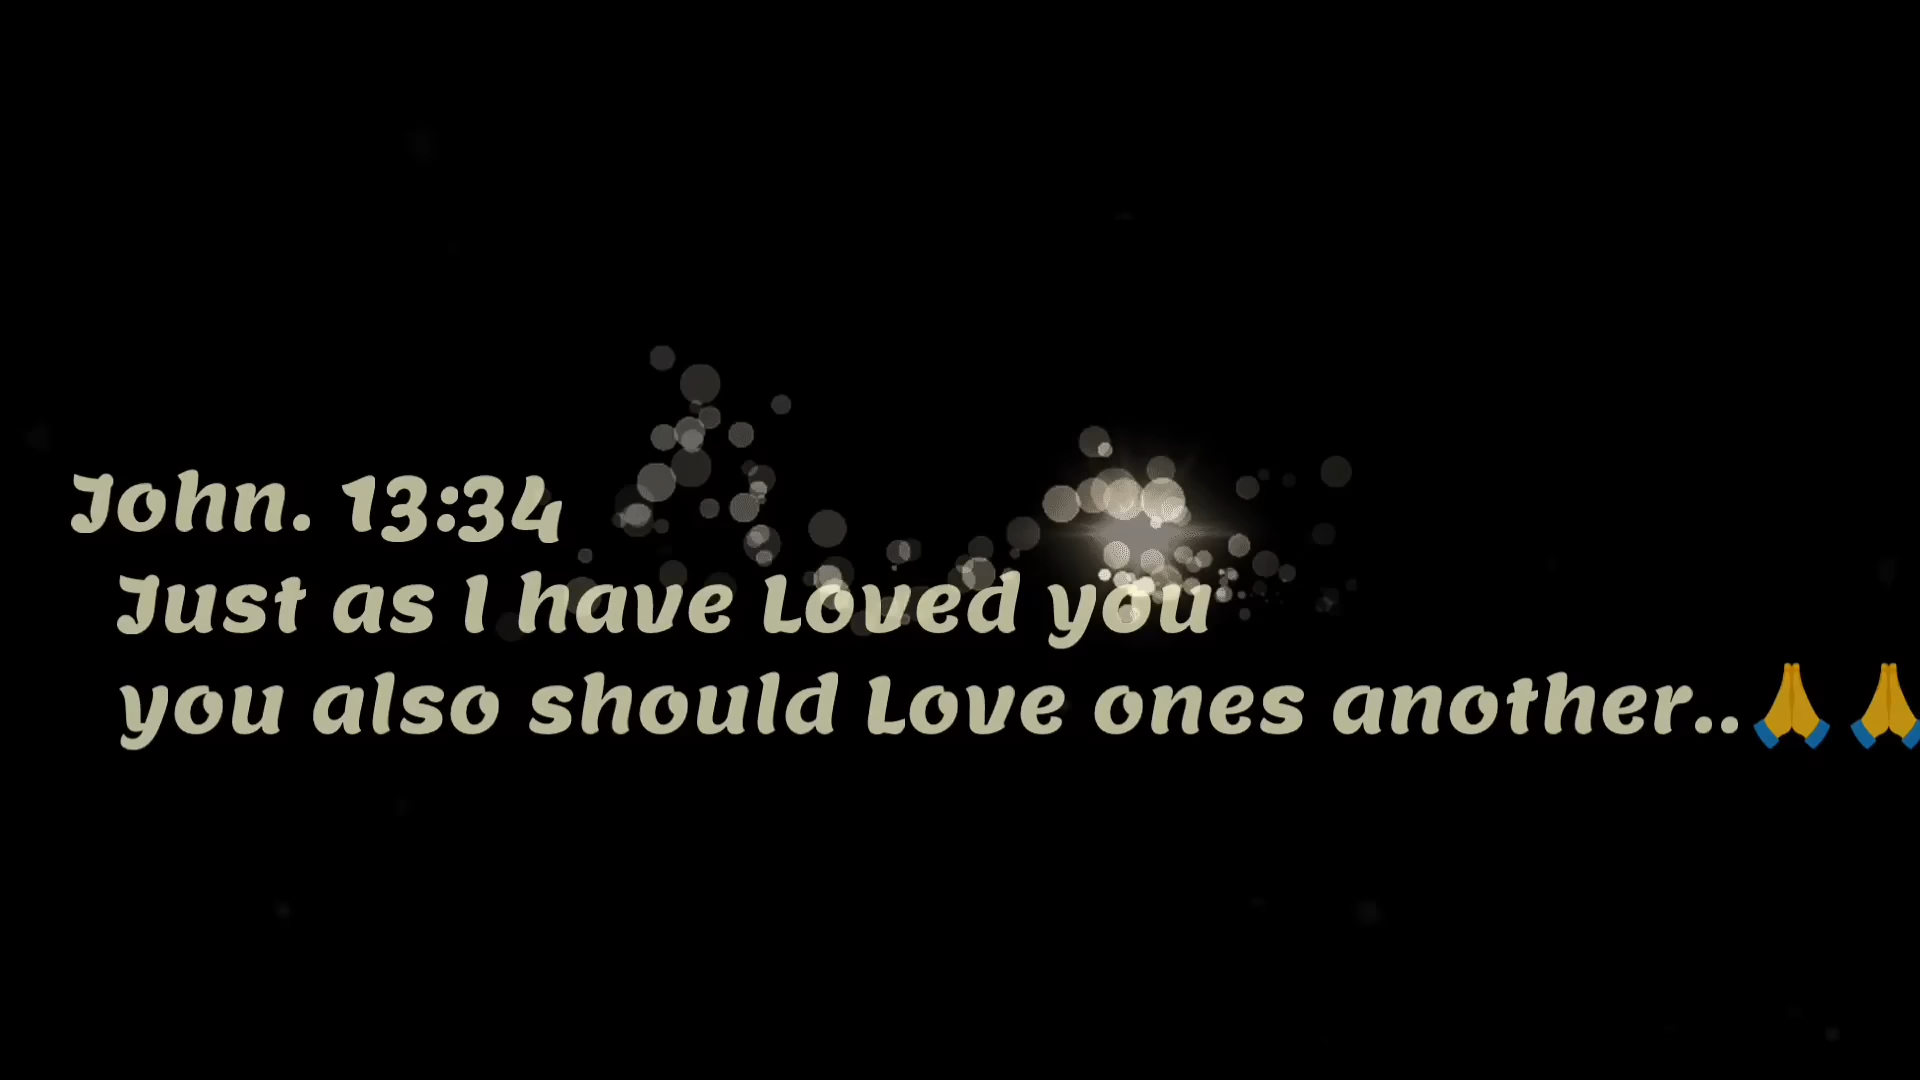 John. 13:34
Just as I have Loved you
you also should Love ones another..🙏🙏